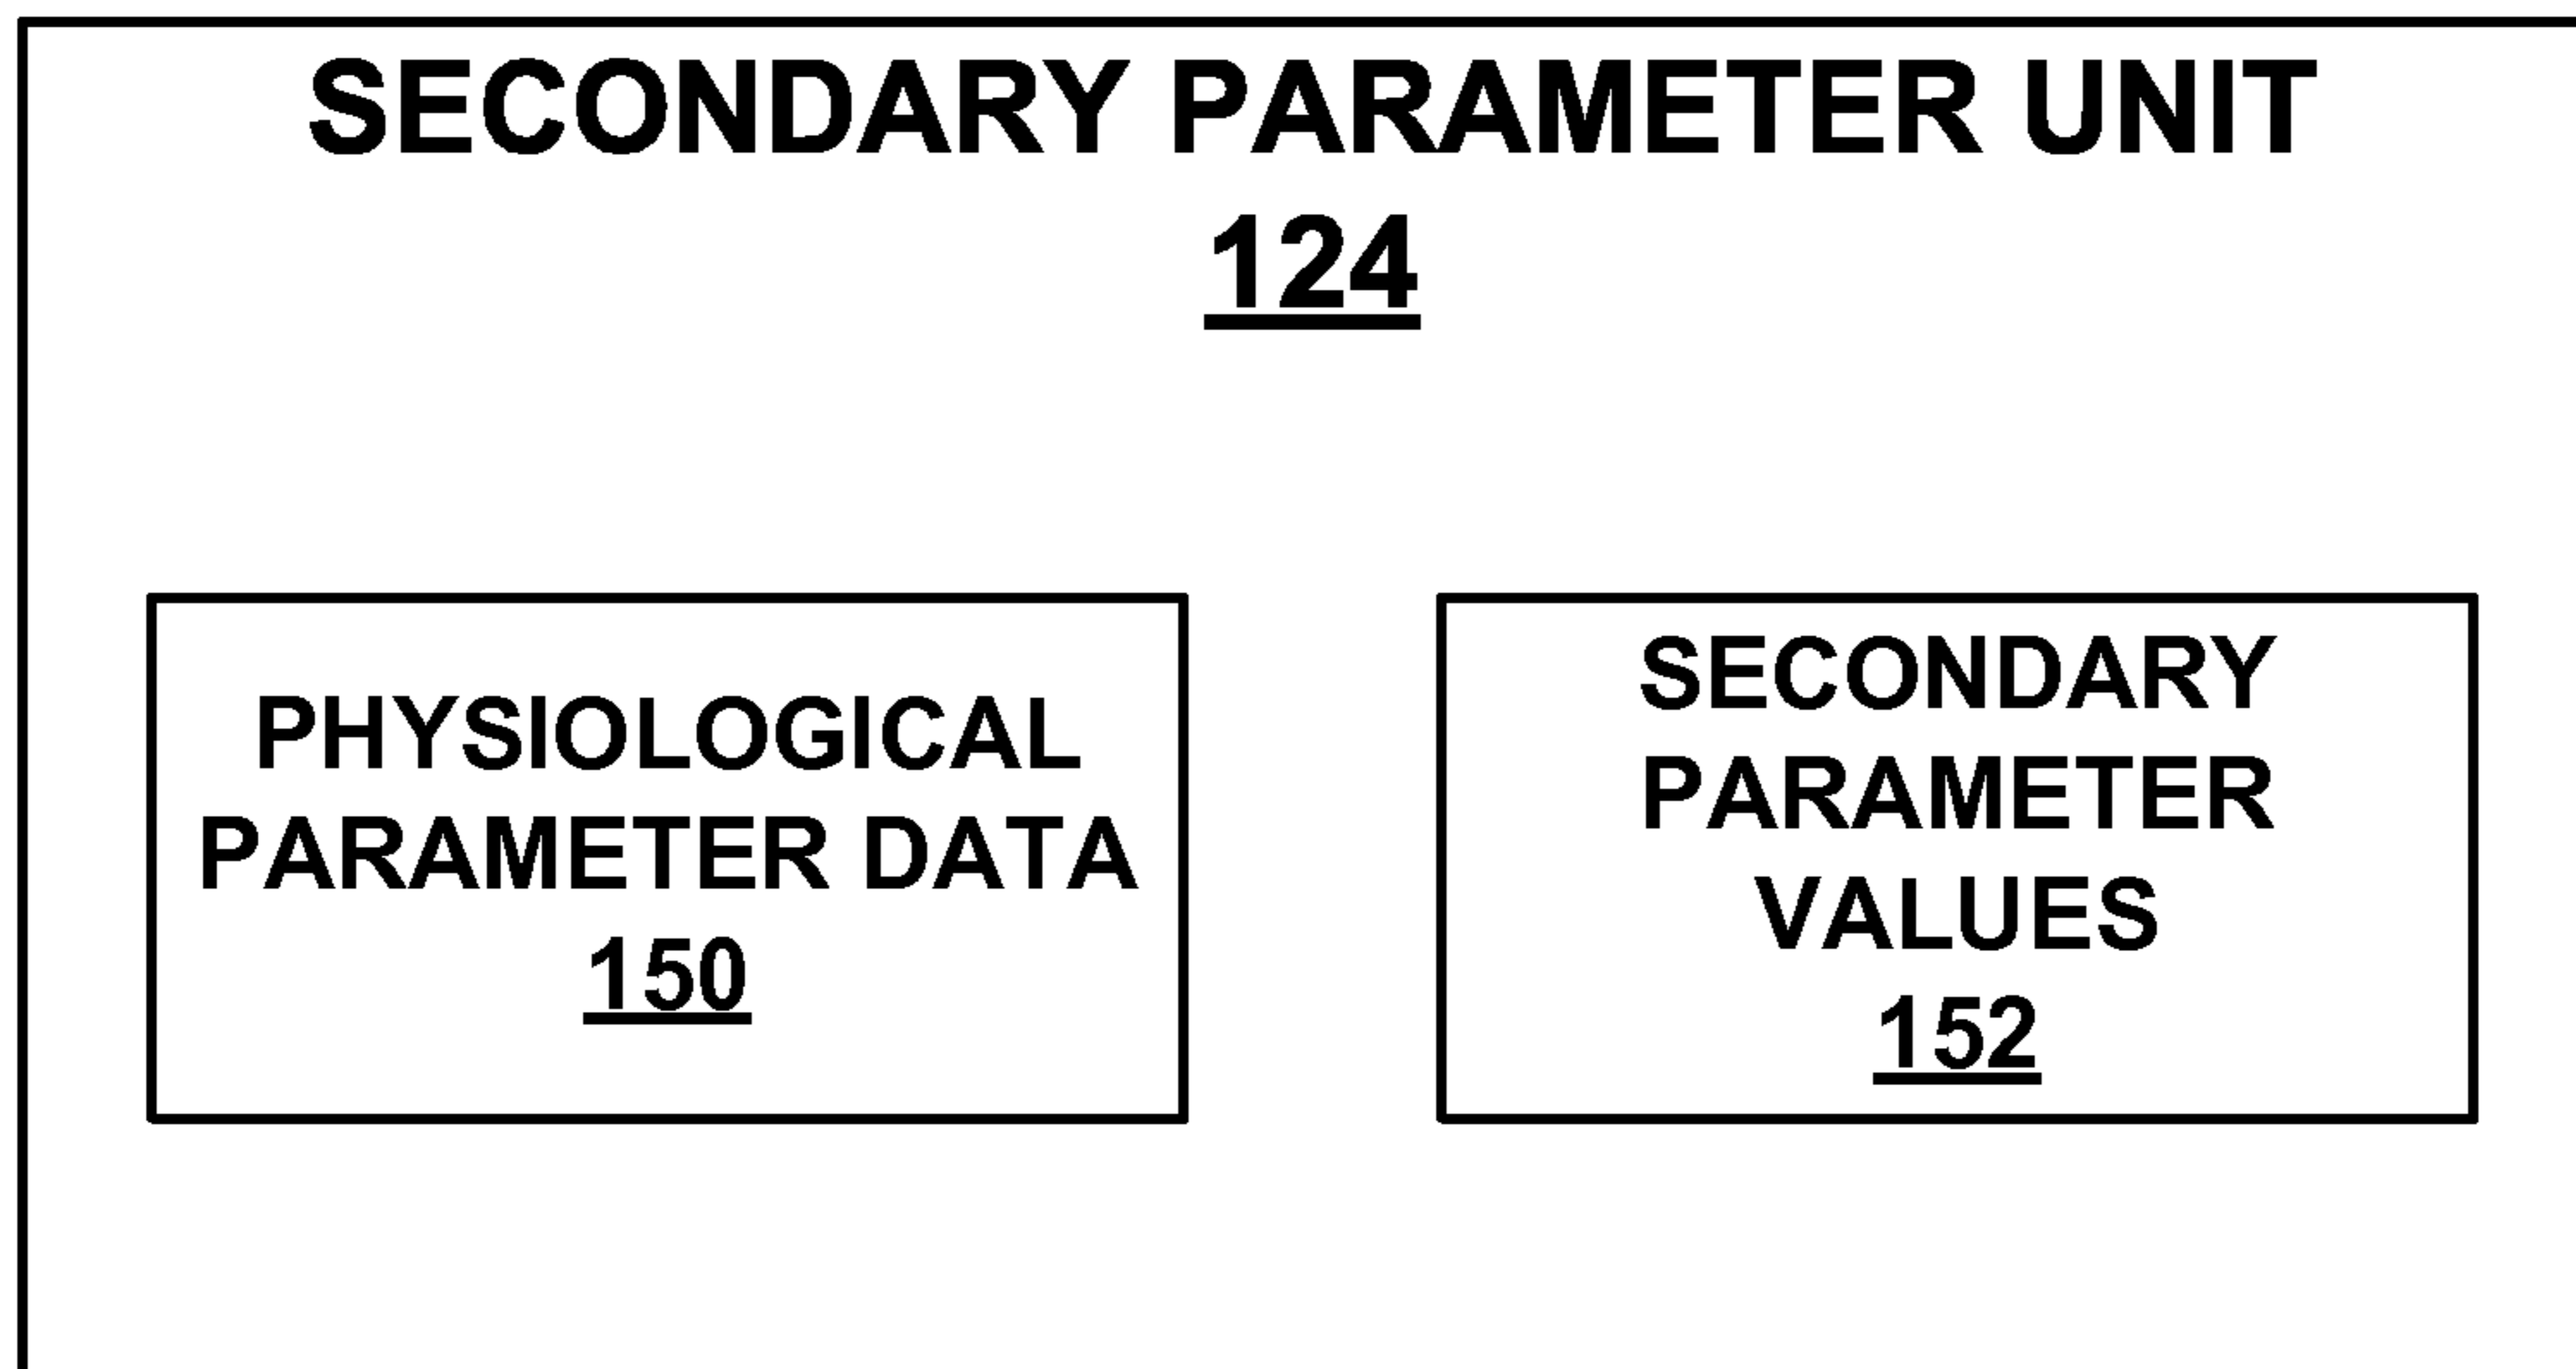 SECONDARY PARAMETER UNIT
124
PHYSIOLOGICAL
PARAMETER DATA
150
SECONDARY
PARAMETER
VALUES
152